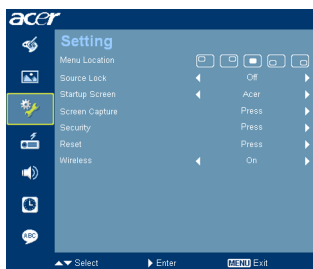 acer
Setting
Menu Location
Source Lock Off
Startup Screen Acer
Screen Capture Press
Security Press
Reset Press
Wireless On
ABC
Select Enter MENU Exit